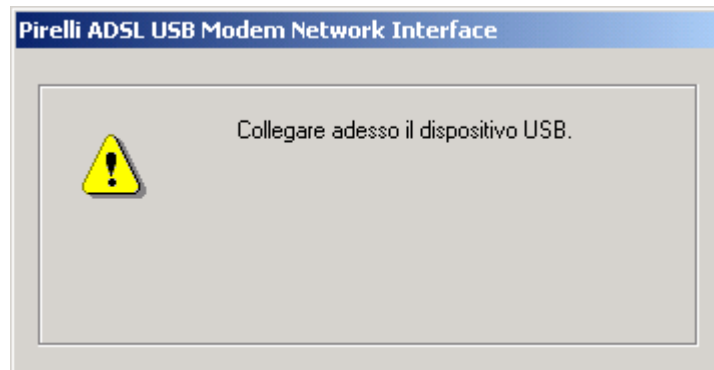 Pirelli ADSL USB Modem Network Interface
Collegare adesso il dispositivo USB.